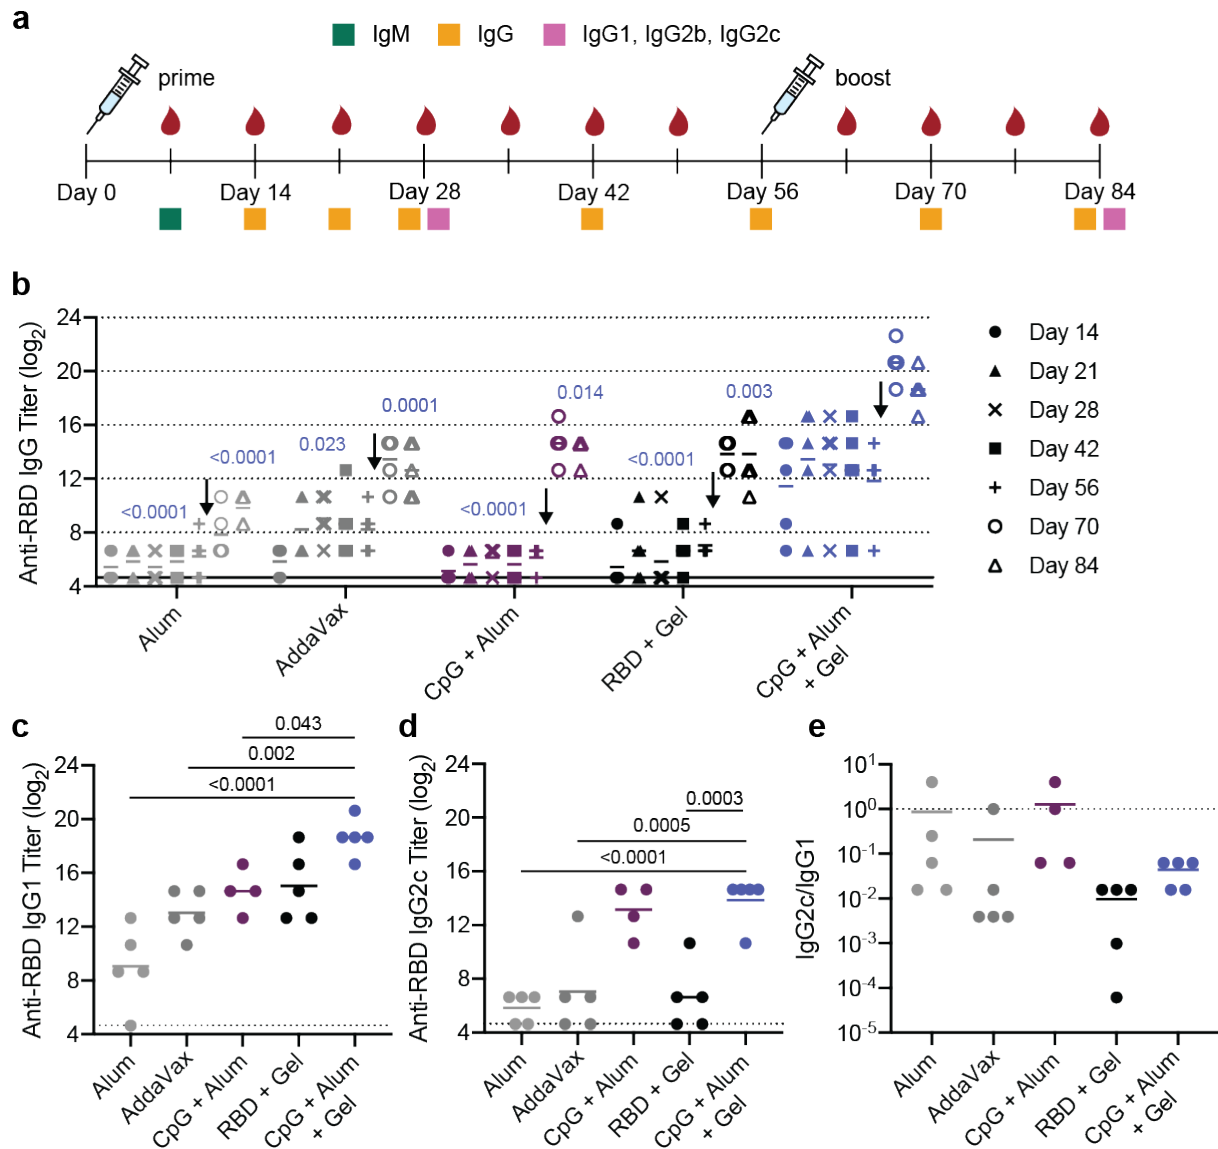 a
IgM IgG IgG1, IgG2b, IgG2c
prime boost
Day 0 Day 14 Day 28 Day 42 Day 56 Day 70 Day 84
b
Anti-RBD IgG Titer (log2)
24
20
16
12
8
4
<0.0001
<0.0001
0.023
0.0001
<0.0001
0.014
<0.0001
0.003
Alum
AddaVax
CpG + Alum
RBD + Gel
CpG + Alum
+ Gel
Day 14
Day 21
Day 28
Day 42
Day 56
Day 70
Day 84
c
Anti-RBD IgG1 Titer (log2)
24
20
16
12
8
4
0.043
0.002
<0.0001
Alum
AddaVax
CpG + Alum
RBD + Gel
CpG + Alum
+ Gel
d
Anti-RBD IgG2c Titer (log2)
24
20
16
12
8
4
0.0003
0.0005
<0.0001
Alum
AddaVax
CpG + Alum
RBD + Gel
CpG + Alum
+ Gel
e
IgG2c/IgG1
10^1
10^0
10^-1
10^-2
10^-3
10^-4
10^-5
Alum
AddaVax
CpG + Alum
RBD + Gel
CpG + Alum
+ Gel